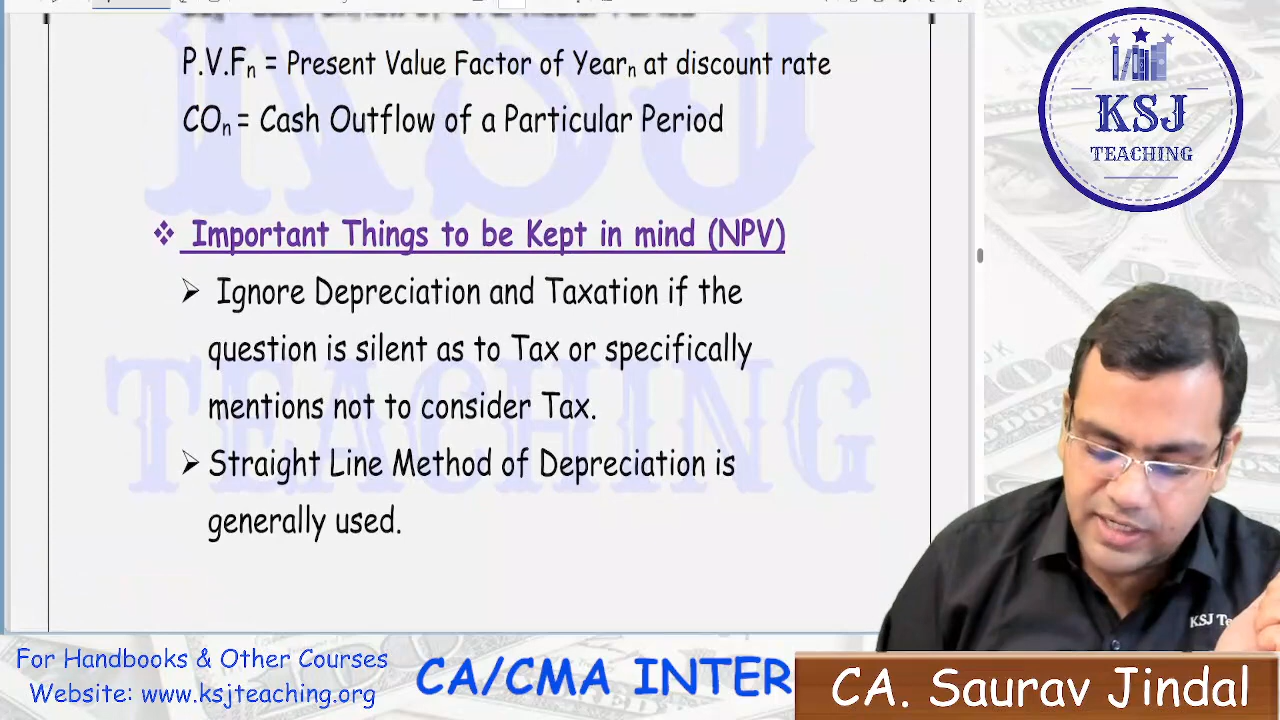 P.V.Fn = Present Value Factor of Yearn at discount rate
COn = Cash Outflow of a Particular Period
❖ Important Things to be Kept in mind (NPV)
➢ Ignore Depreciation and Taxation if the
question is silent as to Tax or specifically
mentions not to consider Tax.
➢ Straight Line Method of Depreciation is
generally used.
KSJ
TEACHING
KSJ
TEACHING
KSJ
For Handbooks & Other Courses
Website: www.ksjteaching.org
CA/CMA INTER
CA. Saurav Jindal